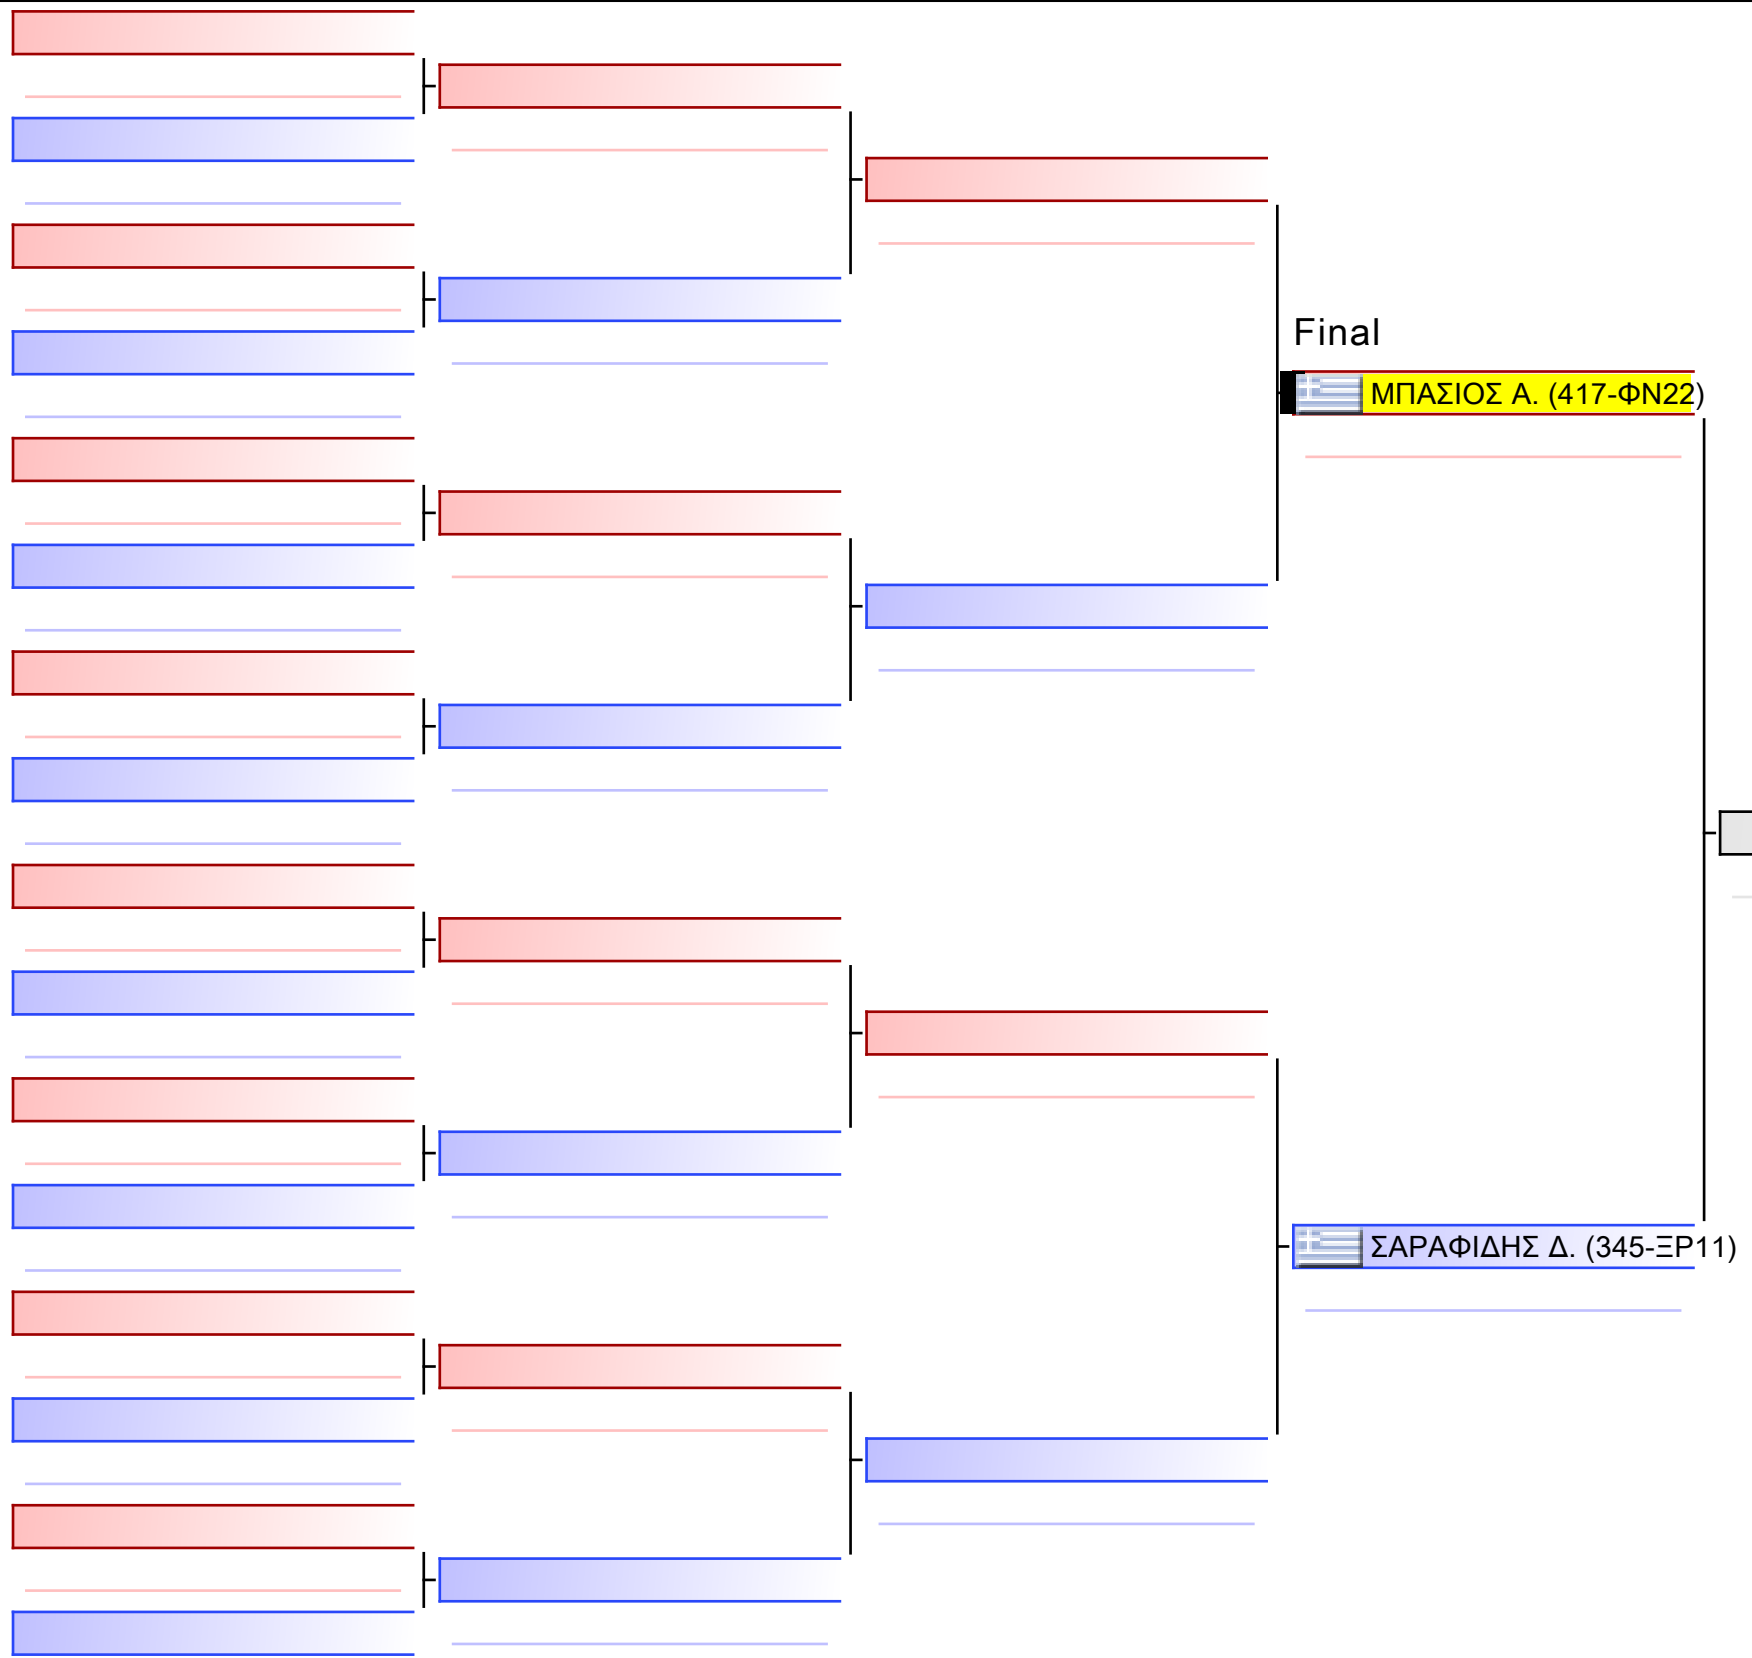 Final
ΜΠΑΣΙΟΣ Α. (417-ΦΝ22)
ΣΑΡΑΦΙΔΗΣ Δ. (345-ΞΡ11)